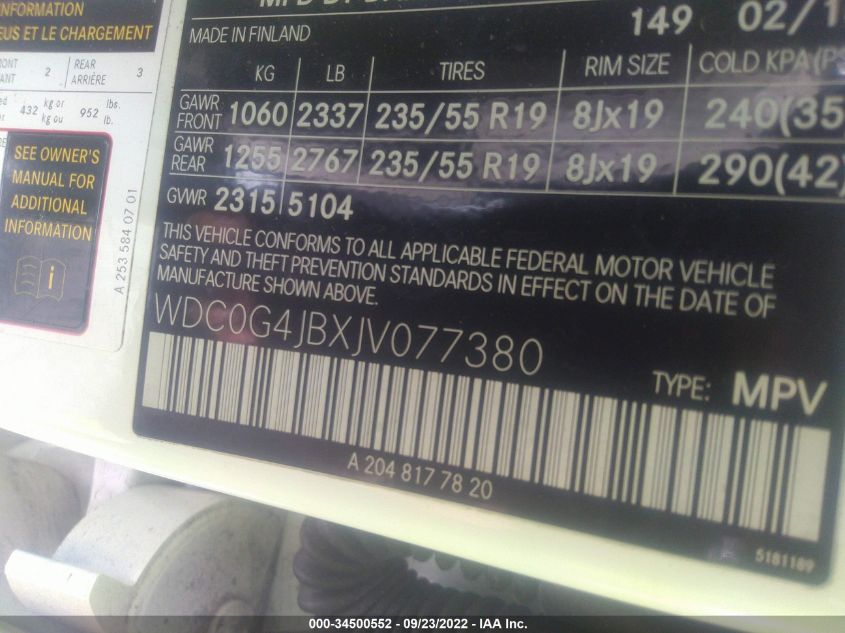 INFORMATION
EUS ET LE CHARGEMENT
2 REAR ARRIÈRE 3
432 kg or kg ou 952 lbs. lb.
SEE OWNER'S
MANUAL FOR
ADDITIONAL
INFORMATION
A 253 584 07 01
MADE IN FINLAND 149 02/1
KG LB TIRES RIM SIZE COLD KPA(P
GAWR FRONT 1060 2337 235/55 R19 8Jx19 240(35
GAWR REAR 1255 2767 235/55 R19 8Jx19 290(42)
GVWR 2315 5104
THIS VEHICLE CONFORMS TO ALL APPLICABLE FEDERAL MOTOR VEHICLE
SAFETY AND THEFT PREVENTION STANDARDS IN EFFECT ON THE DATE OF
MANUFACTURE SHOWN ABOVE.
WDC0G4JBXJV077380
TYPE: MPV
A 204 817 78 20
5181189
000-34500552 - 09/23/2022 - IAA Inc.